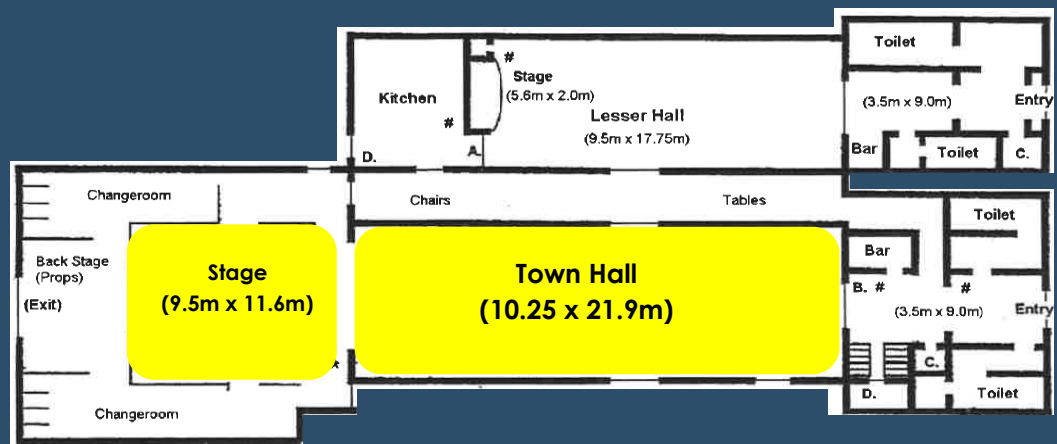 Toilet
#
Stage
(5.6m x 2.0m)
Kitchen
#
Lesser Hall
(9.5m x 17.75m)
(3.5m x 9.0m)
Entry
D.
A.
Bar
Toilet
C.
Changeroom
Chairs
Tables
Toilet
Back Stage
(Props)
(Exit)
Stage
(9.5m x 11.6m)
Town Hall
(10.25 x 21.9m)
Bar
B. #
#
(3.5m x 9.0m)
Entry
C.
D.
Toilet
Changeroom